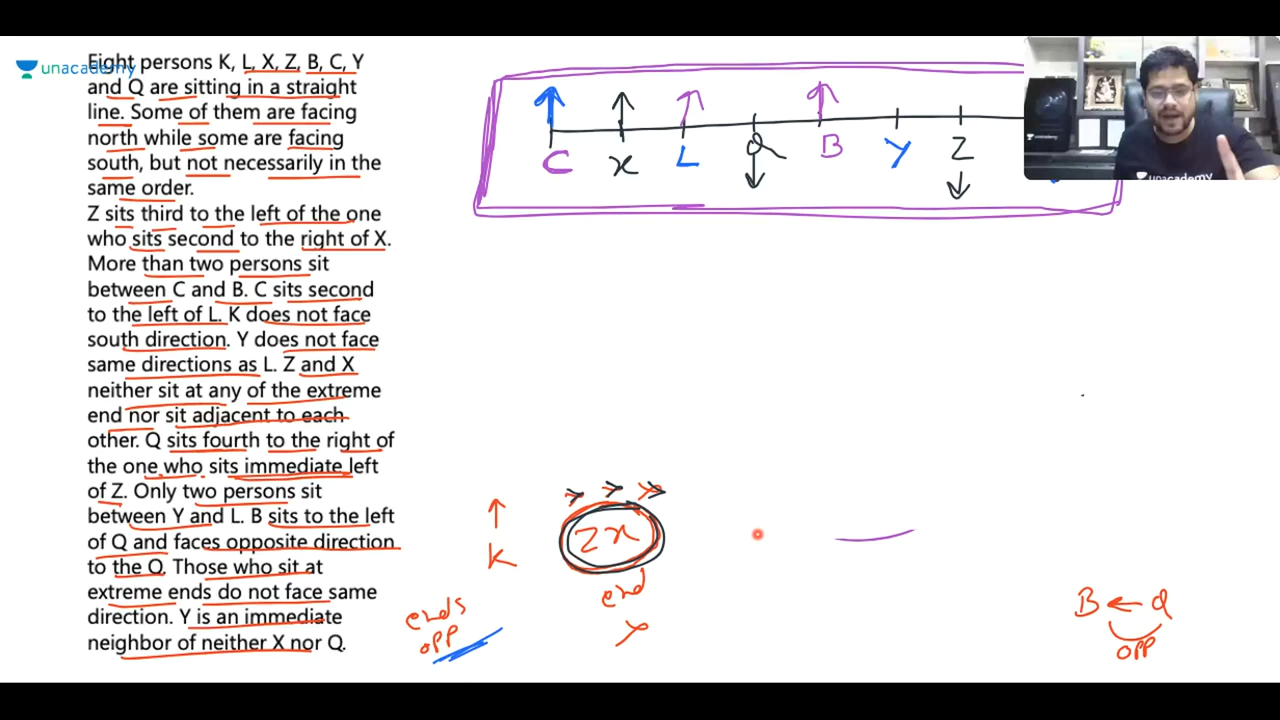 Eight persons K, L, X, Z, B, C, Y
unacademy
and Q are sitting in a straight
line. Some of them are facing
north while some are facing
south, but not necessarily in the
same order.
Z sits third to the left of the one
who sits second to the right of X.
More than two persons sit
between C and B. C sits second
to the left of L. K does not face
south direction. Y does not face
same directions as L. Z and X
neither sit at any of the extreme
end nor sit adjacent to each
other. Q sits fourth to the right of
the one who sits immediate left
of Z. Only two persons sit
between Y and L. B sits to the left
of Q and faces opposite direction
to the Q. Those who sit at
extreme ends do not face same
direction. Y is an immediate
neighbor of neither X nor Q.
C x L Q B Y Z
unacademy
K
Z x
end
ends
opp
B ← Q
opp